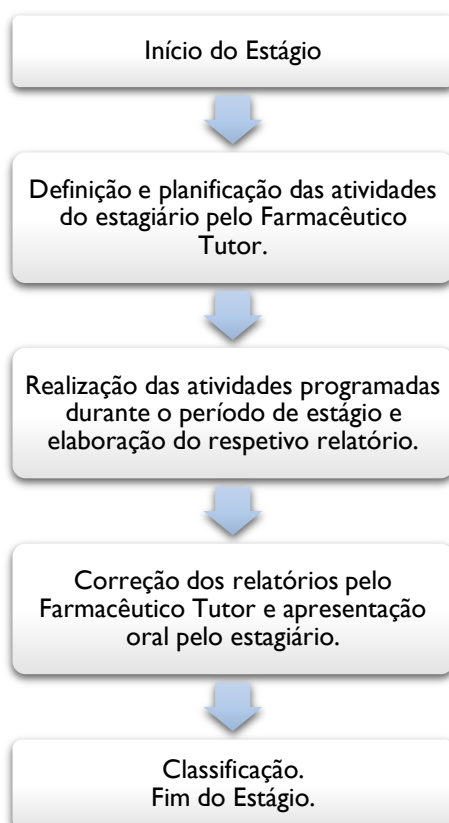 Início do Estágio
Definição e planificação das atividades
do estagiário pelo Farmacêutico
Tutor.
Realização das atividades programadas
durante o período de estágio e
elaboração do respetivo relatório.
Correção dos relatórios pelo
Farmacêutico Tutor e apresentação
oral pelo estagiário.
Classificação.
Fim do Estágio.